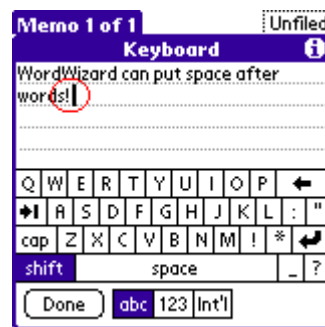 Memo 1 of 1 Unfiled
Keyboard i
WordWizard can put space after
words!
Q W E R T Y U I O P
A S D F G H J K L : "
cap Z X C V B N M ! *
shift space _ ?
Done abc 123 Int'l